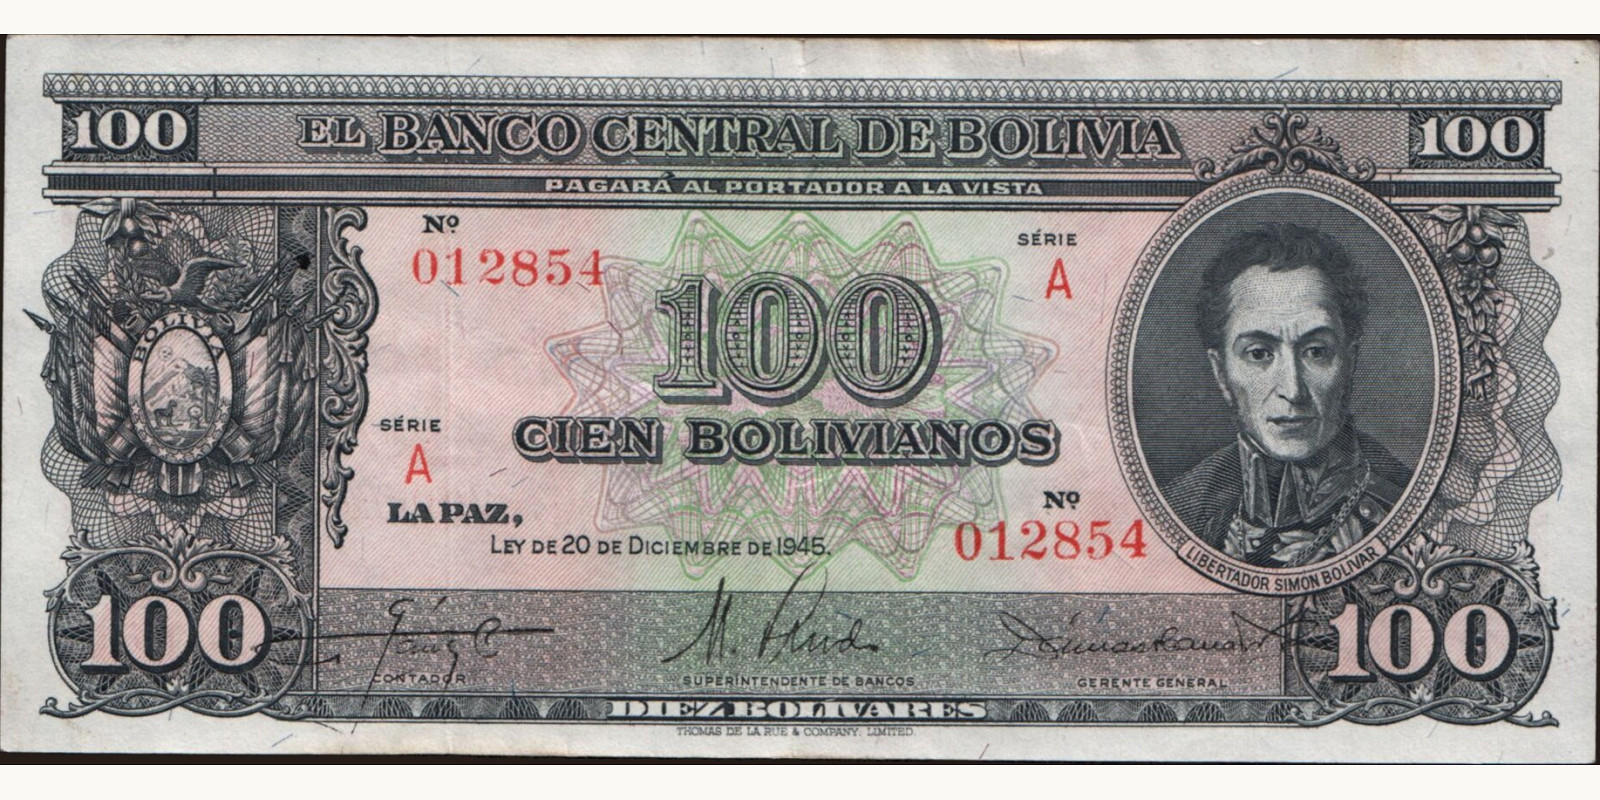 100 EL BANCO CENTRAL DE BOLIVIA 100
PAGARÁ AL PORTADOR A LA VISTA
Nº
012854
SÉRIE
A
BOLIVIA
100
CIEN BOLIVIANOS
SÉRIE
A
LA PAZ,
LEY DE 20 DE DICIEMBRE DE 1945.
Nº
012854
LIBERTADOR SIMON BOLIVAR
100
100
CONTADOR
SUPERINTENDENTE DE BANCOS
GERENTE GENERAL
DIEZ BOLÍVARES
THOMAS DE LA RUE & COMPANY, LIMITED.